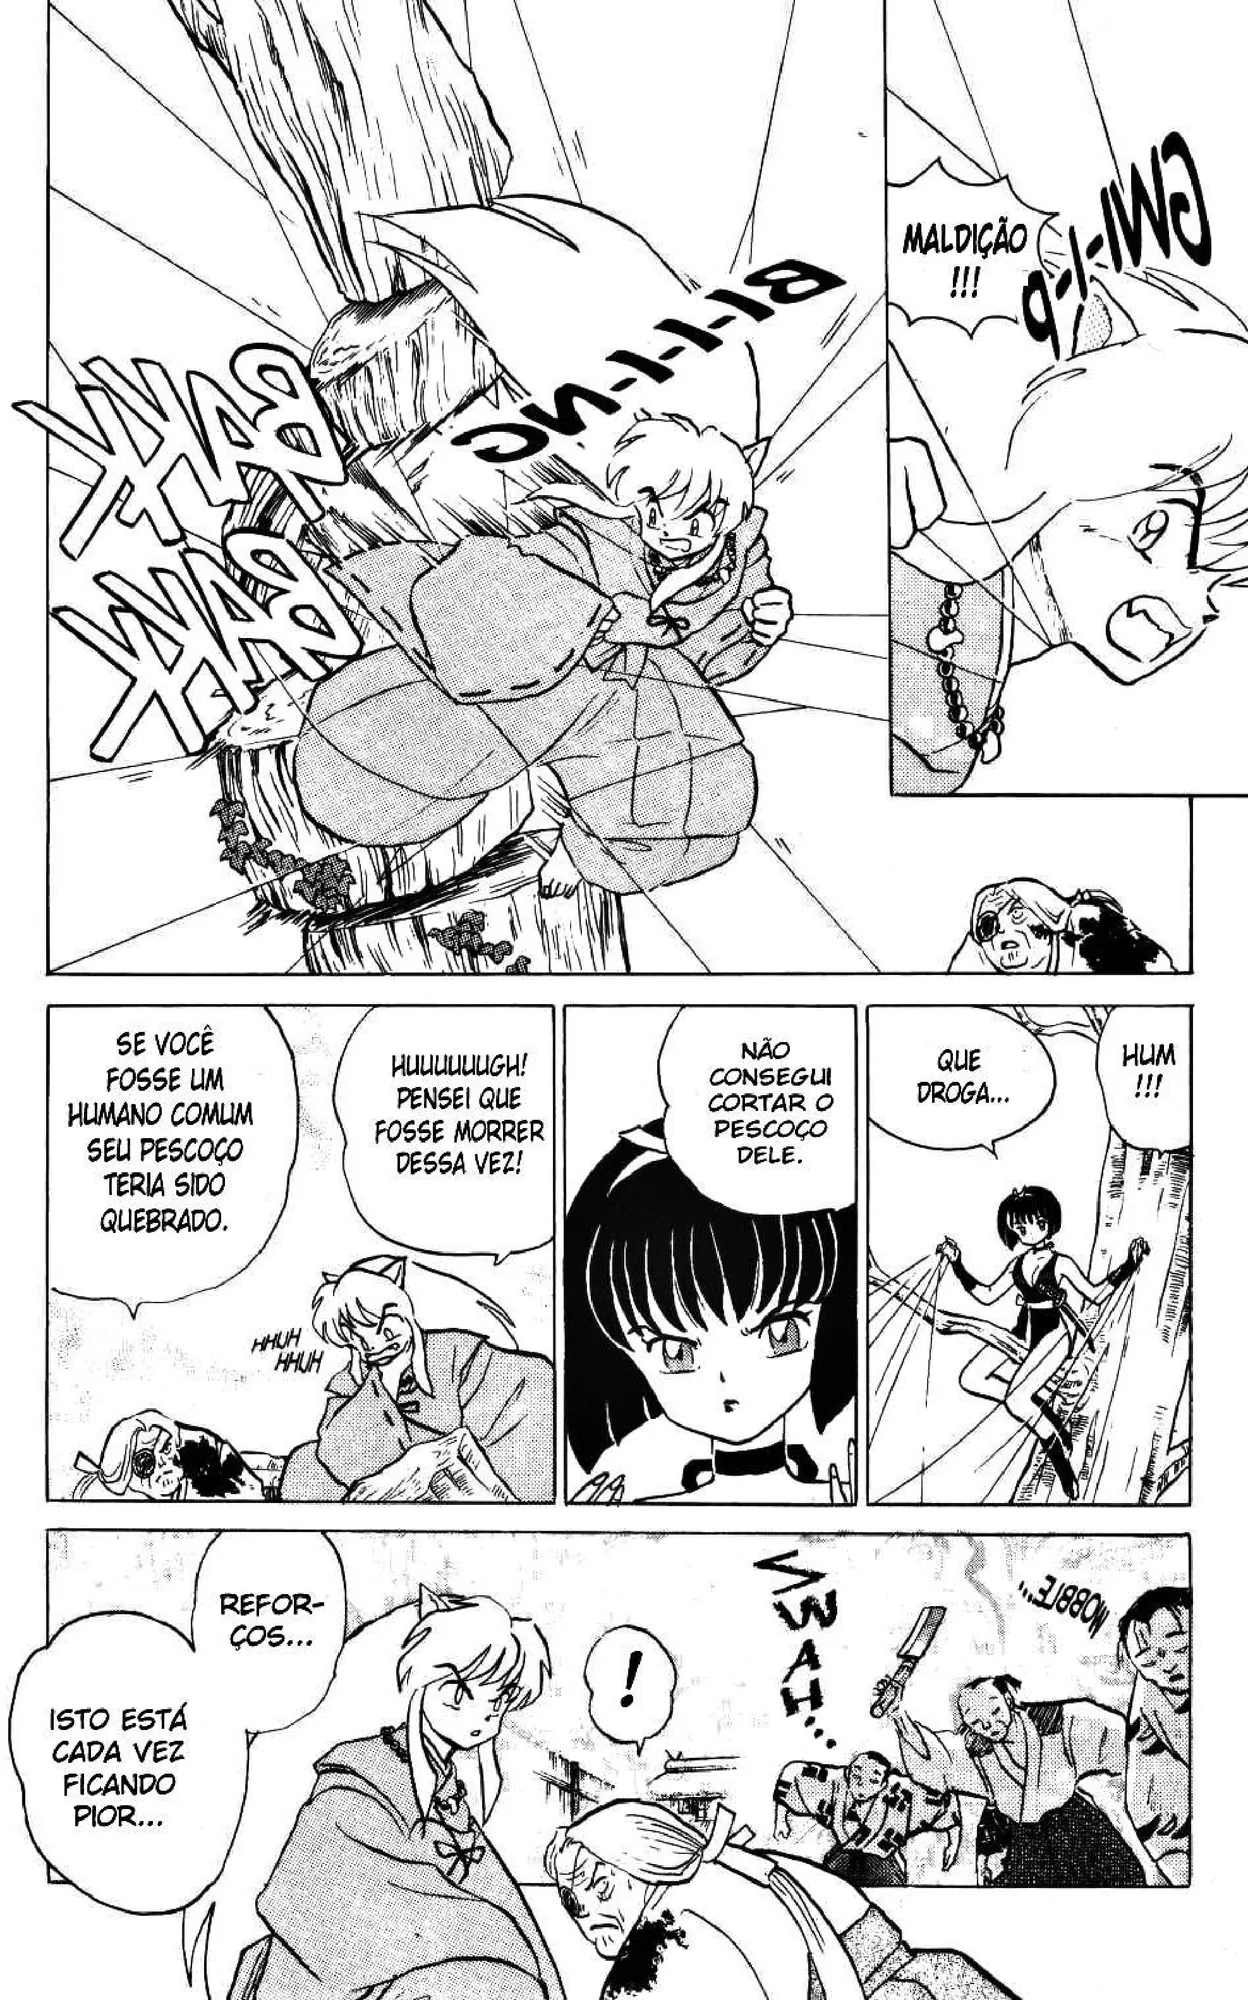 MALDIÇÃO
!!!
GWI-I-P
BI-I-I-NG
BAKK
BAKK
HUM
!!!
QUE
DROGA...
NÃO
CONSEGUI
CORTAR O
PESCOÇO
DELE.
HUUUUUUGH!
PENSEI QUE
FOSSE MORRER
DESSA VEZ!
SE VOCÊ
FOSSE UM
HUMANO COMUM
SEU PESCOÇO
TERIA SIDO
QUEBRADO.
HHUH
HHUH
WOBBLE...
SWAH...
!
REFOR-
ÇOS...
ISTO ESTÁ
CADA VEZ
FICANDO
PIOR...